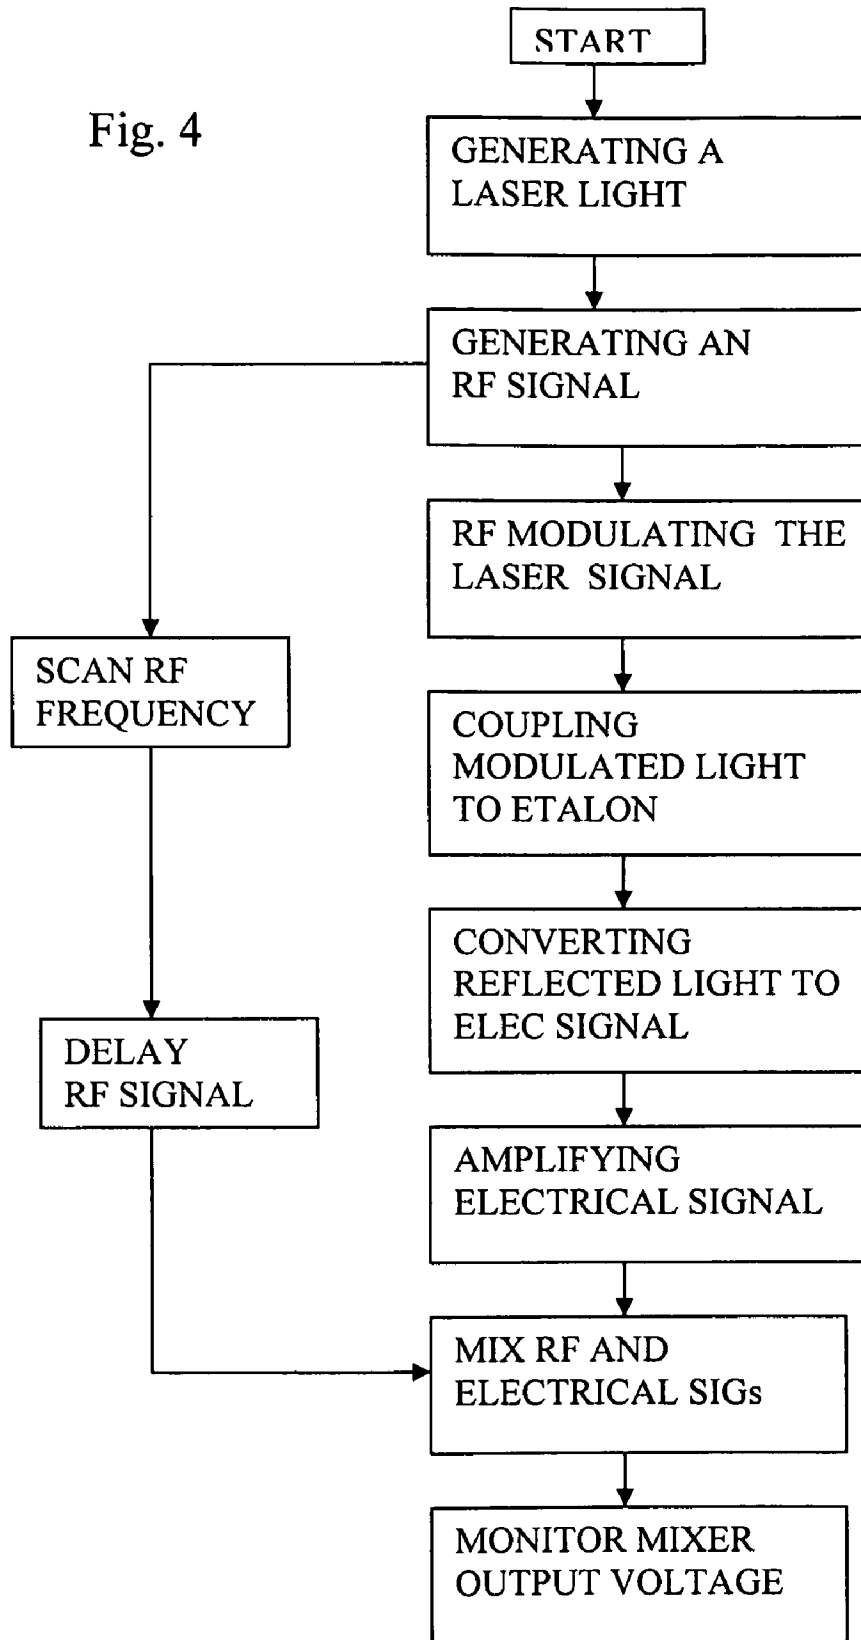 START
Fig. 4
GENERATING A
LASER LIGHT
GENERATING AN
RF SIGNAL
RF MODULATING THE
LASER SIGNAL
SCAN RF
FREQUENCY
COUPLING
MODULATED LIGHT
TO ETALON
CONVERTING
REFLECTED LIGHT TO
ELEC SIGNAL
DELAY
RF SIGNAL
AMPLIFYING
ELECTRICAL SIGNAL
MIX RF AND
ELECTRICAL SIGs
MONITOR MIXER
OUTPUT VOLTAGE